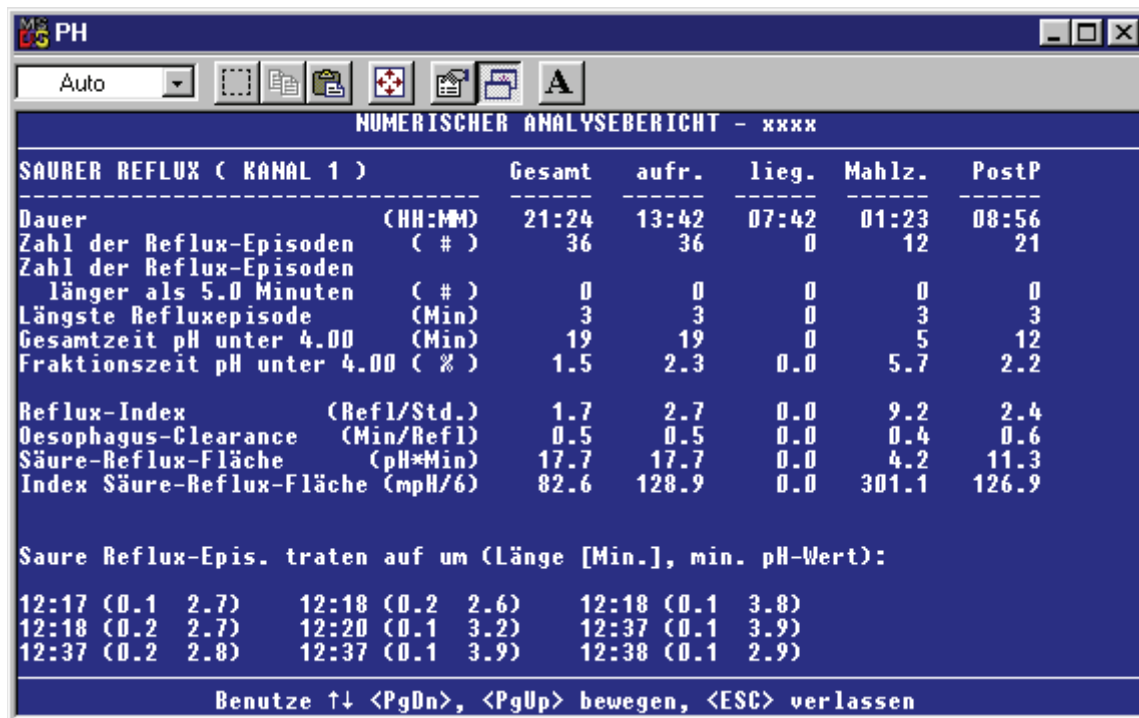 MS DOS PH
Auto A
NUMERISCHER ANALYSEBERICHT - xxxx
SAURER REFLUX ( KANAL 1 ) Gesamt aufr. lieg. Mahlz. PostP
--------------------------------- ------ ------ ------ ------ ------
Dauer (HH:MM) 21:24 13:42 07:42 01:23 08:56
Zahl der Reflux-Episoden ( # ) 36 36 0 12 21
Zahl der Reflux-Episoden
länger als 5.0 Minuten ( # ) 0 0 0 0 0
Längste Refluxepisode (Min) 3 3 0 3 3
Gesamtzeit pH unter 4.00 (Min) 19 19 0 5 12
Fraktionszeit pH unter 4.00 ( % ) 1.5 2.3 0.0 5.7 2.2
Reflux-Index (Refl/Std.) 1.7 2.7 0.0 9.2 2.4
Oesophagus-Clearance (Min/Refl) 0.5 0.5 0.0 0.4 0.6
Säure-Reflux-Fläche (pH*Min) 17.7 17.7 0.0 4.2 11.3
Index Säure-Reflux-Fläche (mpH/6) 82.6 128.9 0.0 301.1 126.9
Saure Reflux-Epis. traten auf um (Länge [Min.], min. pH-Wert):
12:17 (0.1 2.7) 12:18 (0.2 2.6) 12:18 (0.1 3.8)
12:18 (0.2 2.7) 12:20 (0.1 3.2) 12:37 (0.1 3.9)
12:37 (0.2 2.8) 12:37 (0.1 3.9) 12:38 (0.1 2.9)
Benutze ↑↓ <PgDn>, <PgUp> bewegen, <ESC> verlassen